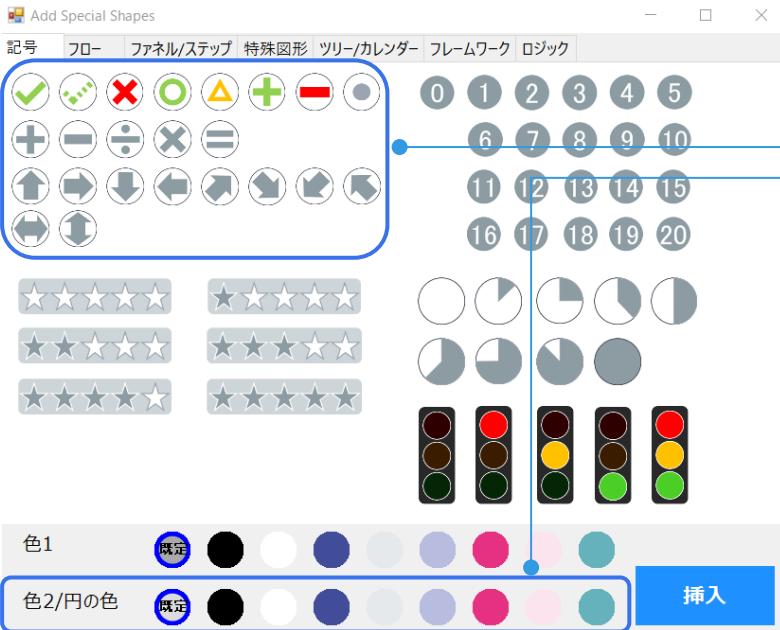 Add Special Shapes
記号 フロー ファネル/ステップ 特殊図形 ツリー/カレンダー フレームワーク ロジック
0 1 2 3 4 5
6 7 8 9 10
11 12 13 14 15
16 17 18 19 20
色1 既定
色2/円の色 既定
挿入